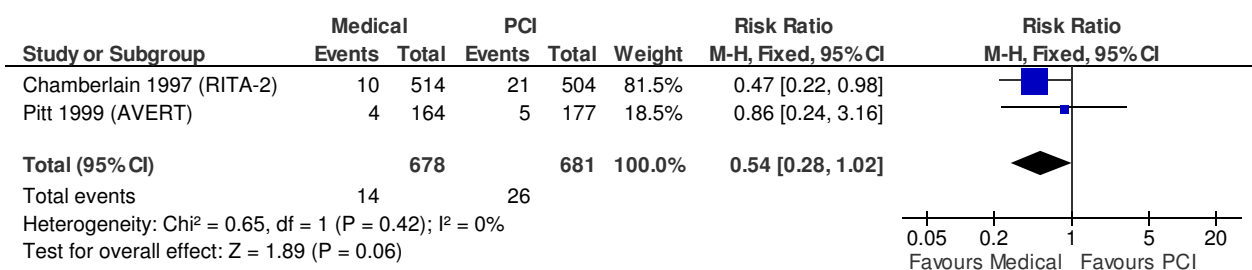 Medical PCI Risk Ratio Risk Ratio
Study or Subgroup Events Total Events Total Weight M-H, Fixed, 95% CI M-H, Fixed, 95% CI
Chamberlain 1997 (RITA-2) 10 514 21 504 81.5% 0.47 [0.22, 0.98]
Pitt 1999 (AVERT) 4 164 5 177 18.5% 0.86 [0.24, 3.16]
Total (95% CI) 678 681 100.0% 0.54 [0.28, 1.02]
Total events 14 26
Heterogeneity: Chi² = 0.65, df = 1 (P = 0.42); I² = 0%
Test for overall effect: Z = 1.89 (P = 0.06)
0.05 0.2 1 5 20
Favours Medical Favours PCI